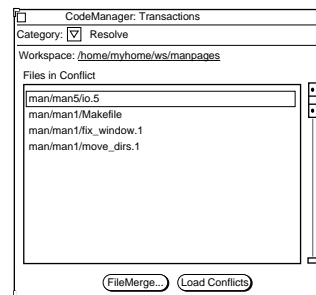 CodeManager: Transactions
Category: Resolve
Workspace: /home/myhome/ws/manpages
Files in Conflict
man/man5/io.5
man/man1/Makefile
man/man1/fix_window.1
man/man1/move_dirs.1
FileMerge... Load Conflicts